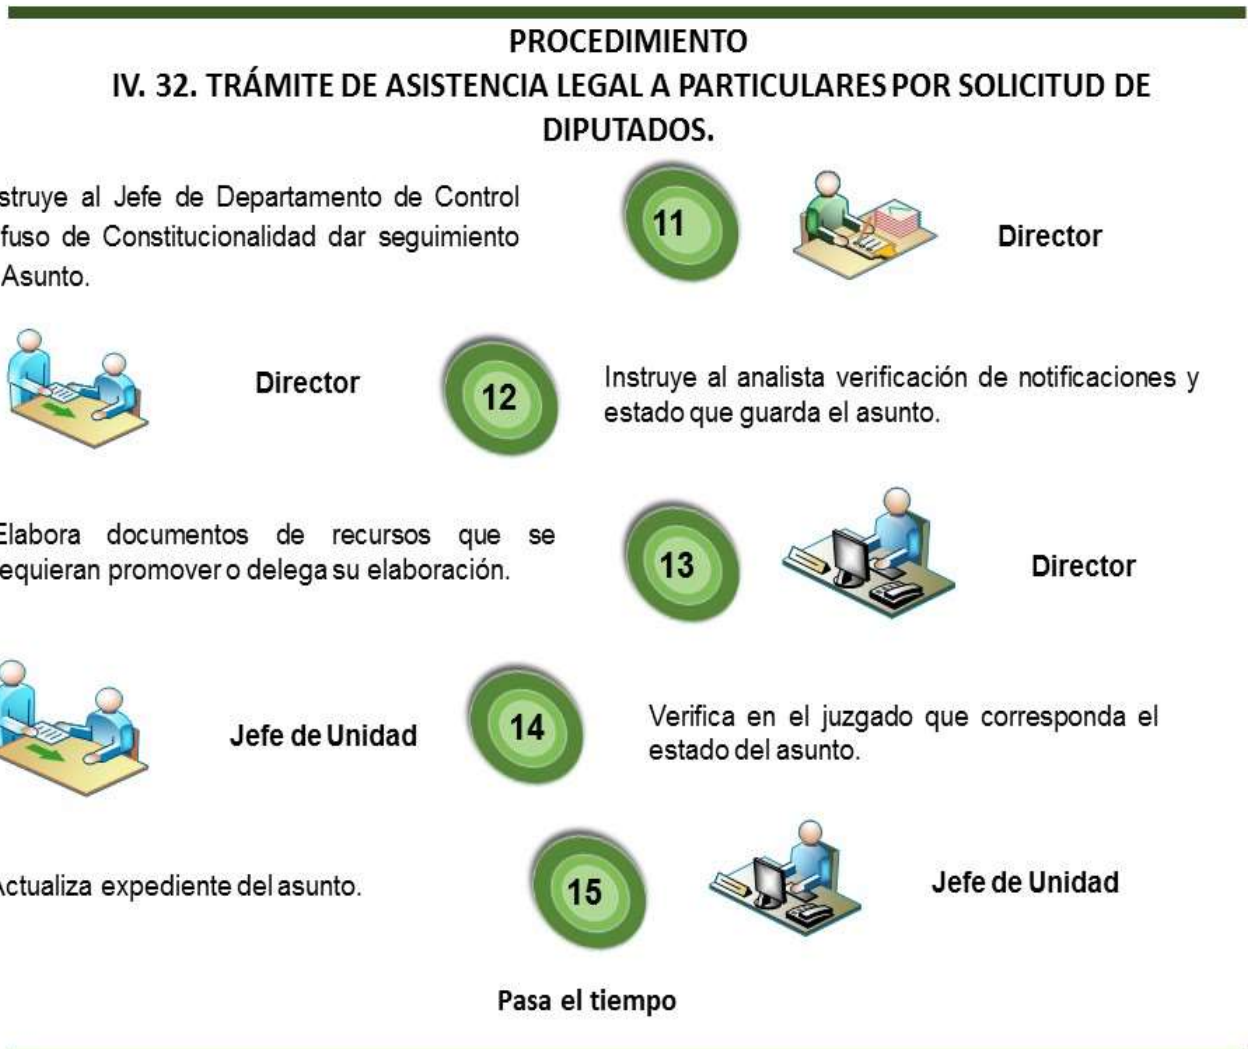 PROCEDIMIENTO
IV. 32. TRÁMITE DE ASISTENCIA LEGAL A PARTICULARES POR SOLICITUD DE
DIPUTADOS.
struye al Jefe de Departamento de Control
fuso de Constitucionalidad dar seguimiento
Asunto.
11
Director
Director
12
Instruye al analista verificación de notificaciones y
estado que guarda el asunto.
Elabora documentos de recursos que se
equieran promover o delega su elaboración.
13
Director
Jefe de Unidad
14
Verifica en el juzgado que corresponda el
estado del asunto.
Actualiza expediente del asunto.
15
Jefe de Unidad
Pasa el tiempo